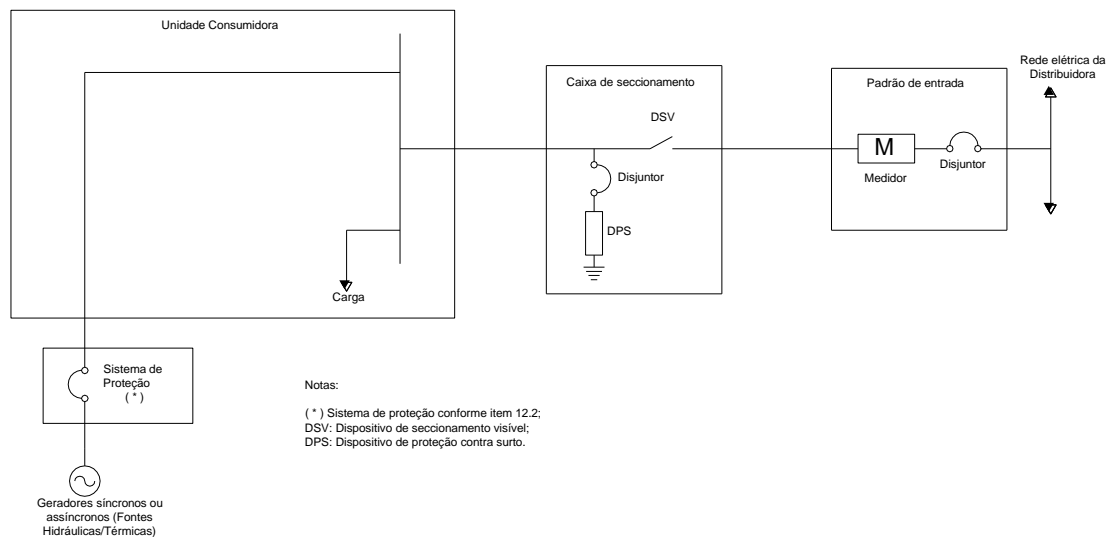 Unidade Consumidora
Rede elétrica da
Distribuidora
Caixa de seccionamento
Padrão de entrada
DSV
M
Disjuntor
Medidor
Disjuntor
DPS
Carga
Sistema de
Proteção
( * )
Notas:
( * ) Sistema de proteção conforme item 12.2;
DSV: Dispositivo de seccionamento visível;
DPS: Dispositivo de proteção contra surto.
Geradores síncronos ou
assíncronos (Fontes
Hidráulicas/Térmicas)